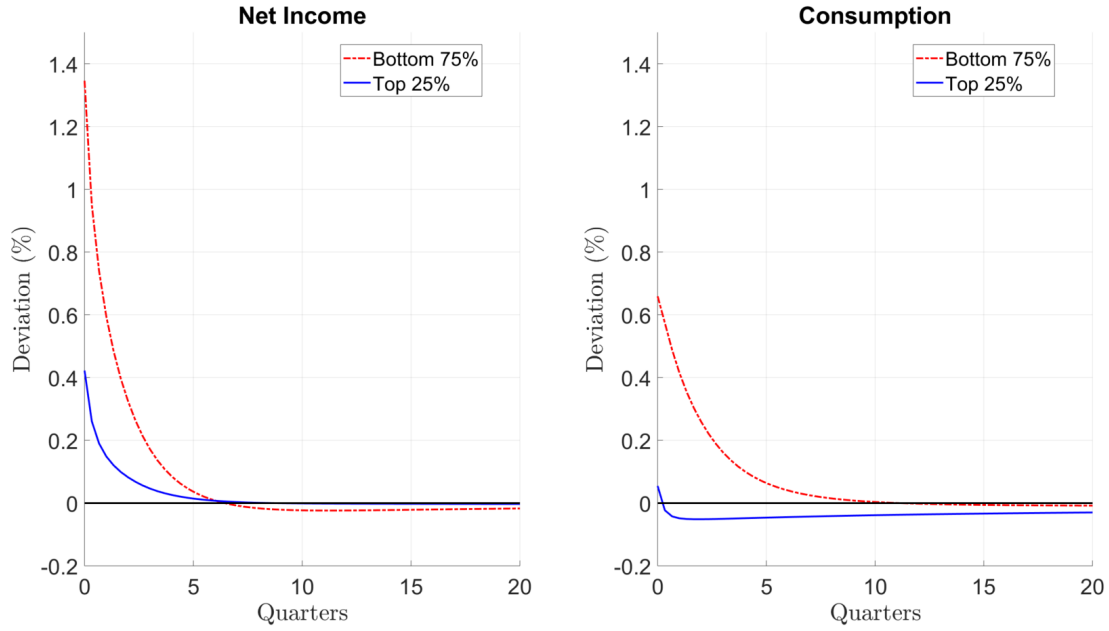 Net Income
Bottom 75%
Top 25%
1.4
1.2
1
0.8
0.6
0.4
0.2
0
-0.2
Deviation (%)
0
5
10
15
20
Quarters
Consumption
Bottom 75%
Top 25%
1.4
1.2
1
0.8
0.6
0.4
0.2
0
-0.2
Deviation (%)
0
5
10
15
20
Quarters